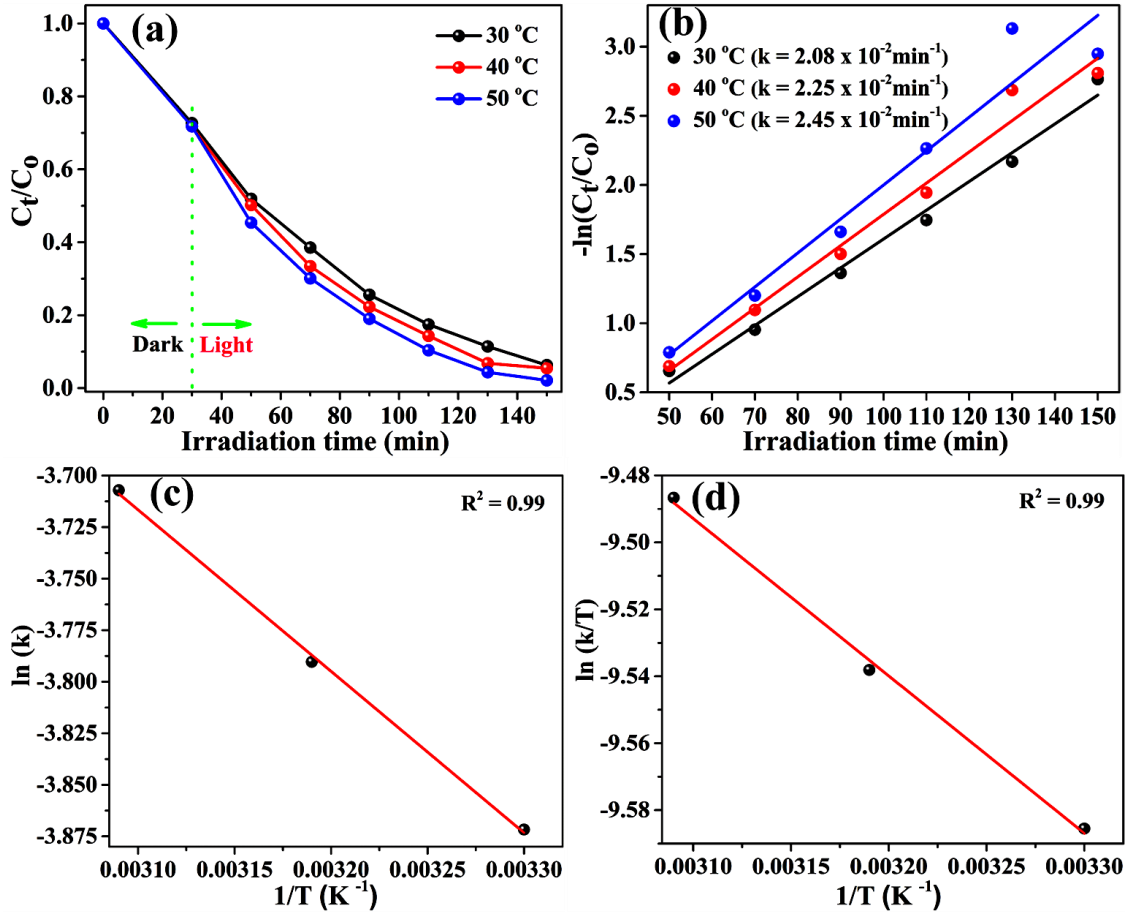 (a)
30 °C
40 °C
50 °C
1.0
0.8
0.6
0.4
0.2
0.0
Cₜ/Cₒ
Dark
Light
0 20 40 60 80 100 120 140
Irradiation time (min)
(b)
30 °C (k = 2.08 x 10⁻²min⁻¹)
40 °C (k = 2.25 x 10⁻²min⁻¹)
50 °C (k = 2.45 x 10⁻²min⁻¹)
3.0
2.5
2.0
1.5
1.0
0.5
-ln(Cₜ/Cₒ)
50 60 70 80 90 100 110 120 130 140 150
Irradiation time (min)
(c)
R² = 0.99
-3.700
-3.725
-3.750
-3.775
-3.800
-3.825
-3.850
-3.875
ln (k)
0.00310 0.00315 0.00320 0.00325 0.00330
1/T (K⁻¹)
(d)
R² = 0.99
-9.48
-9.50
-9.52
-9.54
-9.56
-9.58
ln (k/T)
0.00310 0.00315 0.00320 0.00325 0.00330
1/T (K⁻¹)